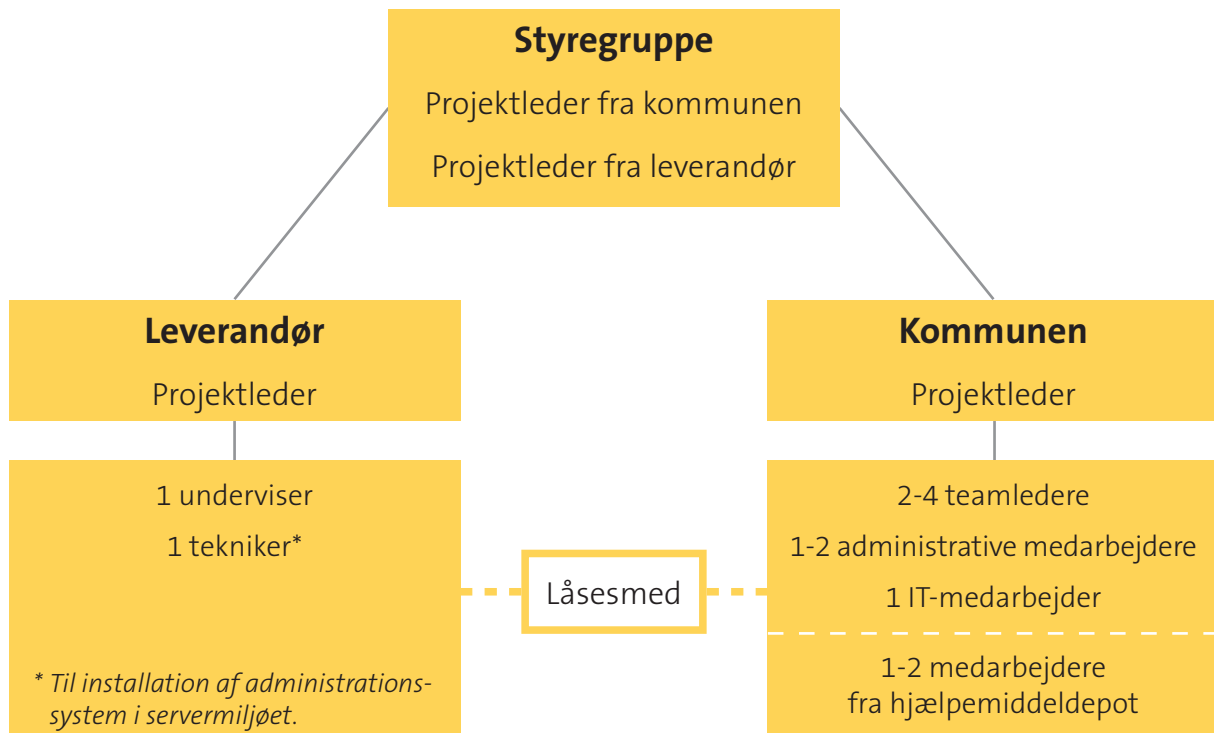 Styregruppe
Projektleder fra kommunen
Projektleder fra leverandør
Leverandør
Projektleder
Kommunen
Projektleder
1 underviser
1 tekniker*
* Til installation af administrations-
system i servermiljøet.
Låsesmed
2-4 teamledere
1-2 administrative medarbejdere
1 IT-medarbejder
1-2 medarbejdere
fra hjælpemiddeldepot